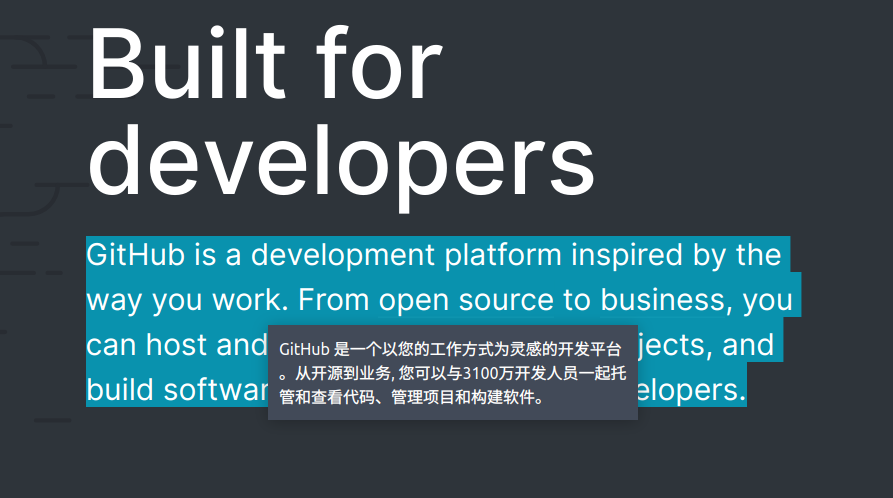 Built for
developers
GitHub is a development platform inspired by the
way you work. From open source to business, you
can host and
jects, and
build softwar
elopers.
GitHub 是一个以您的工作方式为灵感的开发平台
。从开源到业务, 您可以与3100万开发人员一起托
管和查看代码、管理项目和构建软件。